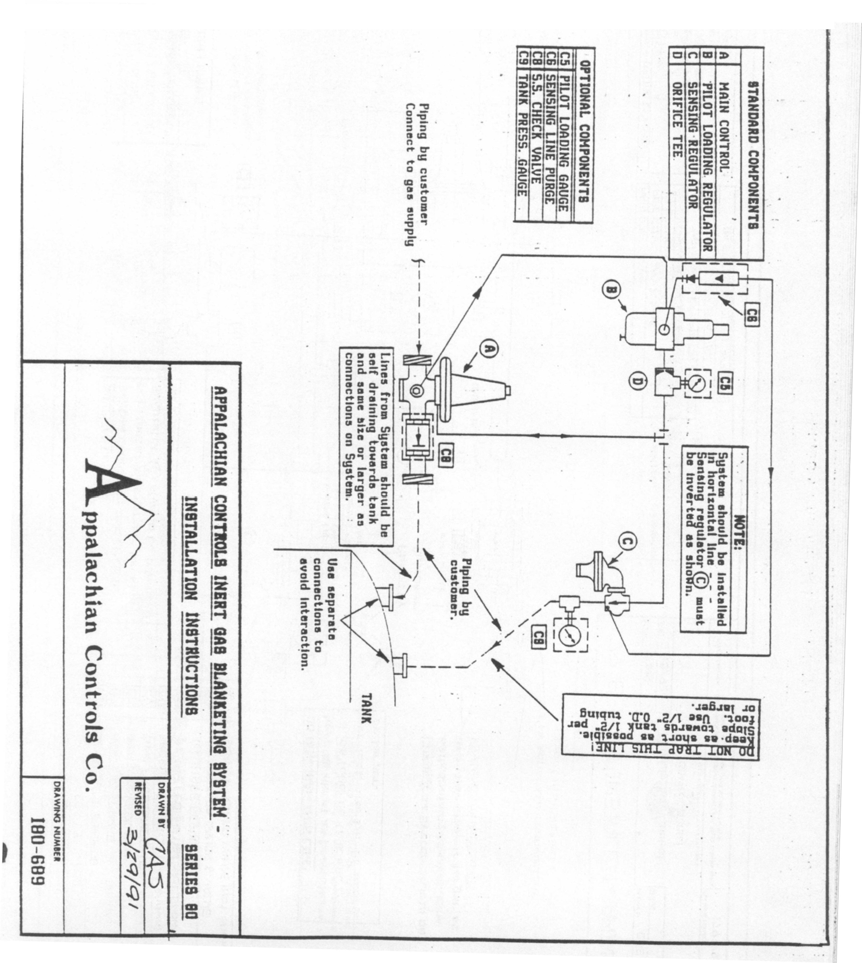 STANDARD COMPONENTS
A MAIN CONTROL
B PILOT LOADING REGULATOR
C SENSING REGULATOR
D ORIFICE TEE
OPTIONAL COMPONENTS
C5 PILOT LOADING GAUGE
C6 SENSING LINE PURGE
C8 S.S. CHECK VALVE
C9 TANK PRESS. GAUGE
Piping by customer
Connect to gas supply
C6
B
C5
D
A
C8
NOTE:
System should be installed
in horizontal line
Sensing regulator (C) must
be inverted as shown.
C
C9
DO NOT TRAP THIS LINE!
Keep as short as possible.
Slope towards tank 1/2" per
foot. Use 1/2" O.D. tubing
or larger.
Lines from System should be
self draining towards tank
and same size or larger as
connections on System.
Piping by
customer.
Use separate
connections to
avoid interaction.
TANK
APPALACHIAN CONTROLS INERT GAS BLANKETING SYSTEM - SERIES 80
INSTALLATION INSTRUCTIONS
Appalachian Controls Co.
DRAWN BY CAS
REVISED 3/29/91
DRAWING NUMBER
180-689